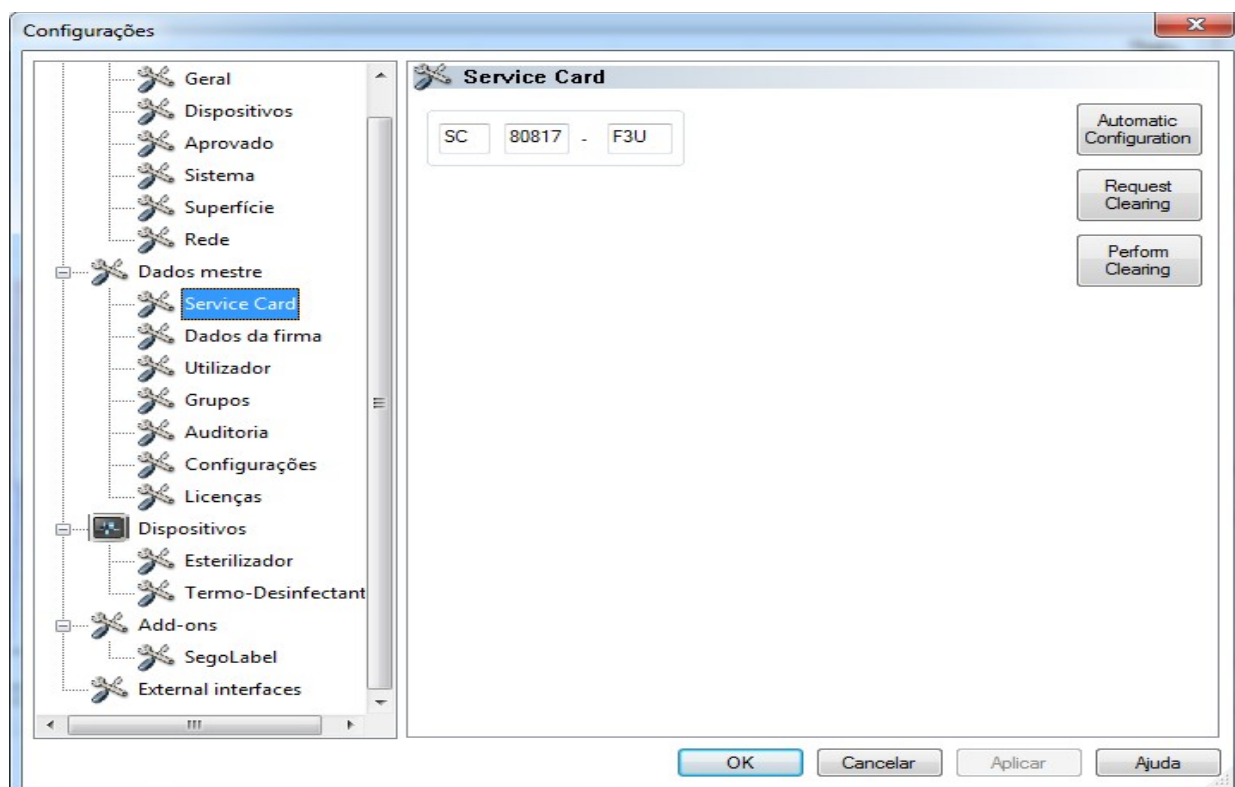 Configurações
Geral
Dispositivos
Aprovado
Sistema
Superfície
Rede
Dados mestre
Service Card
Dados da firma
Utilizador
Grupos
Auditoria
Configurações
Licenças
Dispositivos
Esterilizador
Termo-Desinfectant
Add-ons
SegoLabel
External interfaces
Service Card
SC 80817 - F3U
Automatic
Configuration
Request
Clearing
Perform
Clearing
OK Cancelar Aplicar Ajuda